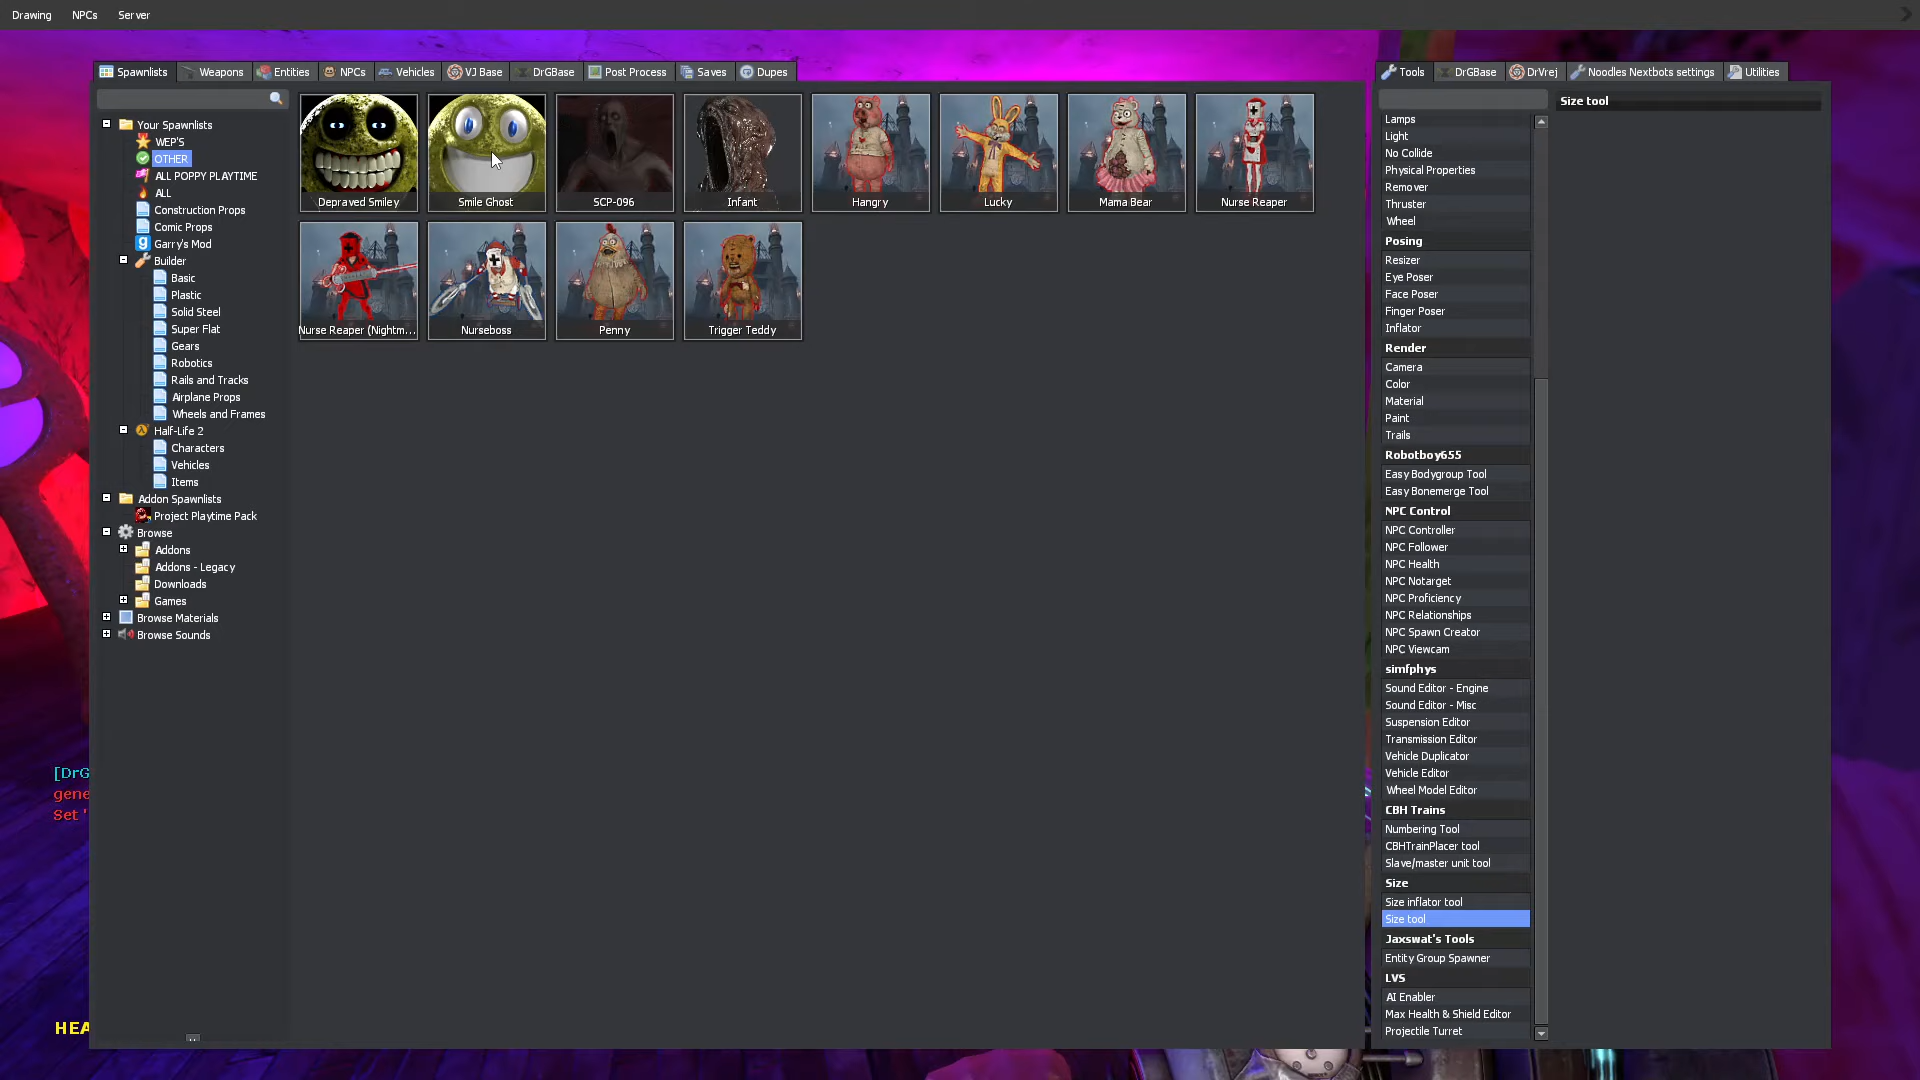 Drawing NPCs Server
Spawnlists Weapons Entities NPCs Vehicles VJ Base DrGBase Post Process Saves Dupes
Your Spawnlists
WEP'S
OTHER
ALL POPPY PLAYTIME
ALL
Construction Props
Comic Props
Garry's Mod
Builder
Basic
Plastic
Solid Steel
Super Flat
Gears
Robotics
Rails and Tracks
Airplane Props
Wheels and Frames
Half-Life 2
Characters
Vehicles
Items
Addon Spawnlists
Project Playtime Pack
Browse
Addons
Addons - Legacy
Downloads
Games
Browse Materials
Browse Sounds
Depraved Smiley Smile Ghost SCP-096 Infant Hangry Lucky Mama Bear Nurse Reaper
Nurse Reaper (Nightm... Nurseboss Penny Trigger Teddy
[DrG
gene
Set '
HEA
Tools DrGBase DrVrej Noodles Nextbots settings Utilities
Lamps
Light
No Collide
Physical Properties
Remover
Thruster
Wheel
Posing
Resizer
Eye Poser
Face Poser
Finger Poser
Inflator
Render
Camera
Color
Material
Paint
Trails
Robotboy655
Easy Bodygroup Tool
Easy Bonemerge Tool
NPC Control
NPC Controller
NPC Follower
NPC Health
NPC Notarget
NPC Proficiency
NPC Relationships
NPC Spawn Creator
NPC Viewcam
simfphys
Sound Editor - Engine
Sound Editor - Misc
Suspension Editor
Transmission Editor
Vehicle Duplicator
Vehicle Editor
Wheel Model Editor
CBH Trains
Numbering Tool
CBHTrainPlacer tool
Slave/master unit tool
Size
Size inflator tool
Size tool
Jaxswat's Tools
Entity Group Spawner
LVS
AI Enabler
Max Health & Shield Editor
Projectile Turret
Size tool